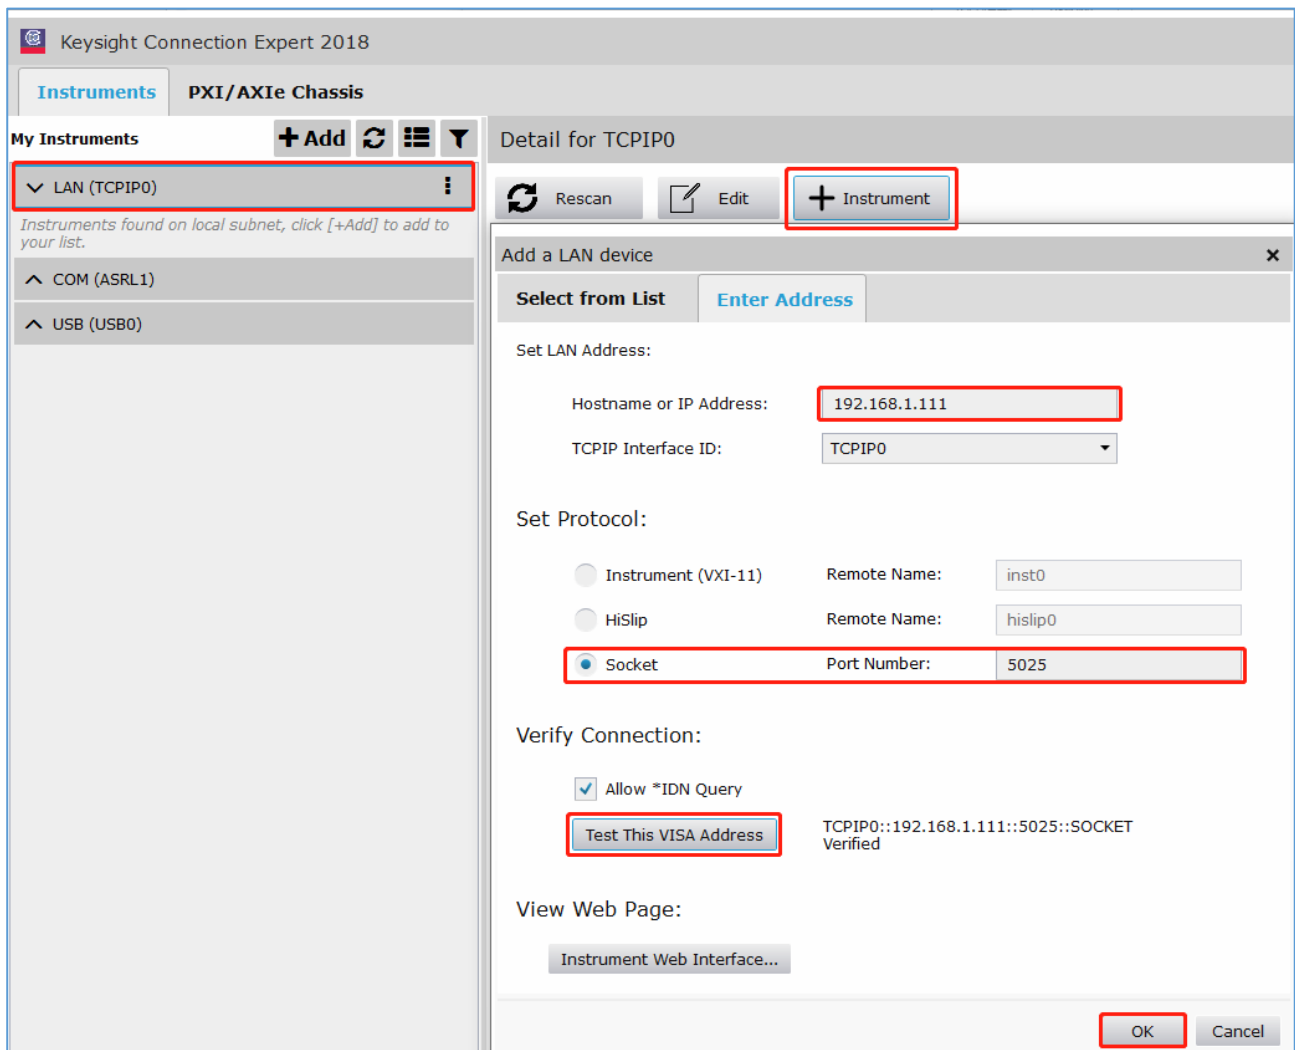 Keysight Connection Expert 2018
Instruments PXI/AXIe Chassis
My Instruments Add
LAN (TCPIP0)
Instruments found on local subnet, click [+Add] to add to
your list.
COM (ASRL1)
USB (USB0)
Detail for TCPIP0
Rescan Edit Instrument
Add a LAN device
Select from List Enter Address
Set LAN Address:
Hostname or IP Address: 192.168.1.111
TCPIP Interface ID: TCPIP0
Set Protocol:
Instrument (VXI-11) Remote Name: inst0
HiSlip Remote Name: hislip0
Socket Port Number: 5025
Verify Connection:
Allow *IDN Query
Test This VISA Address TCPIP0::192.168.1.111::5025::SOCKET
Verified
View Web Page:
Instrument Web Interface...
OK Cancel